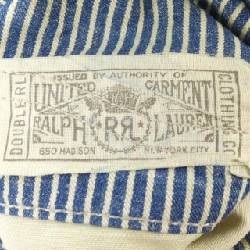 ISSUED BY AUTHORITY OF
UNITED GARMENT
RALPH RRL LAUREN
650 MADISON NEW YORK CITY
DOUBLE RL
CLOTHING CO